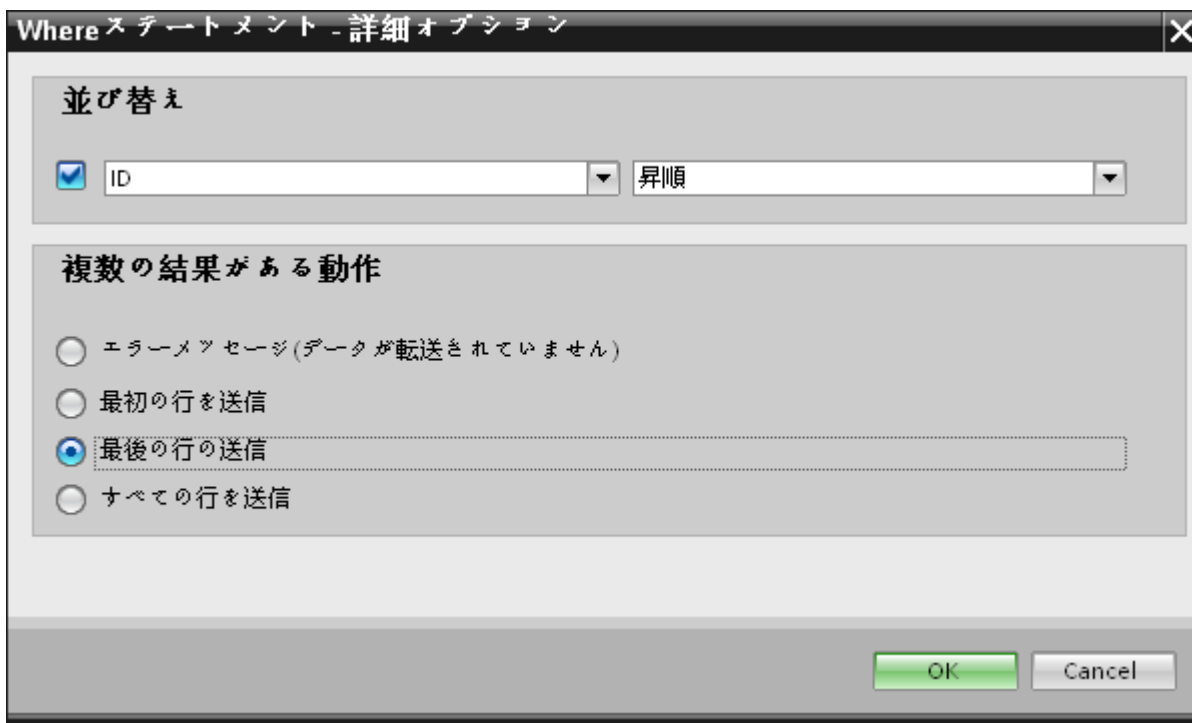 Whereステートメント - 詳細オプション
並び替え
ID 昇順
複数の結果がある動作
エラーメッセージ(データが転送されていません)
最初の行を送信
最後の行の送信
すべての行を送信
OK Cancel